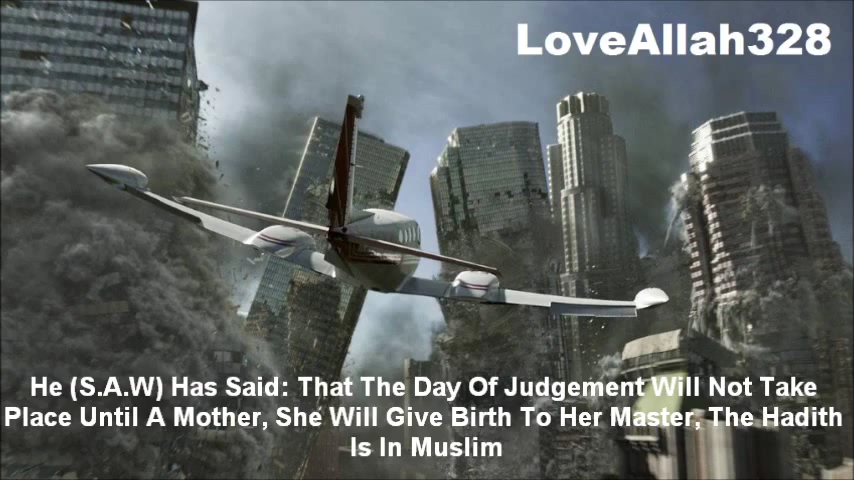 LoveAllah328
He (S.A.W) Has Said: That The Day Of Judgement Will Not Take
Place Until A Mother, She Will Give Birth To Her Master, The Hadith
Is In Muslim